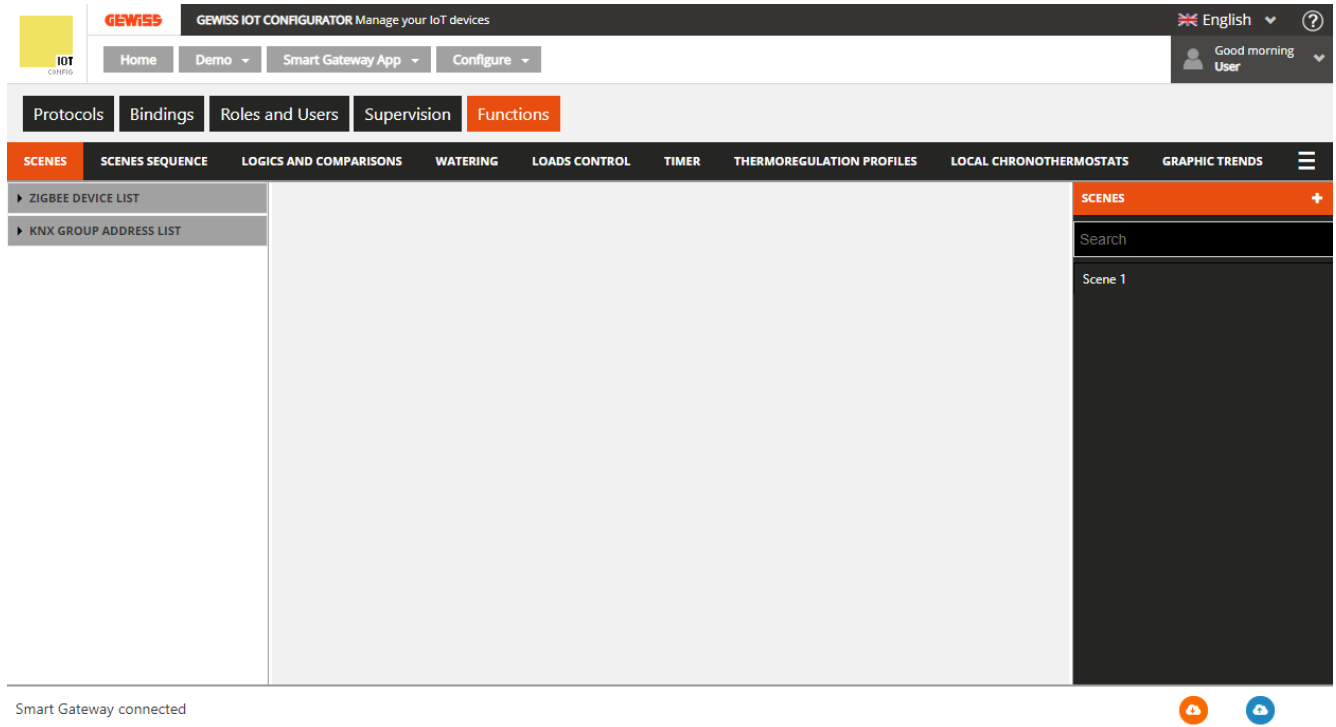 GEWISS GEWISS IOT CONFIGURATOR Manage your IoT devices English ?
IOT
CONFIG
Home Demo Smart Gateway App Configure
Good morning
User
Protocols Bindings Roles and Users Supervision Functions
SCENES SCENES SEQUENCE LOGICS AND COMPARISONS WATERING LOADS CONTROL TIMER THERMOREGULATION PROFILES LOCAL CHRONOTHERMOSTATS GRAPHIC TRENDS
ZIGBEE DEVICE LIST
KNX GROUP ADDRESS LIST
SCENES +
Search
Scene 1
Smart Gateway connected